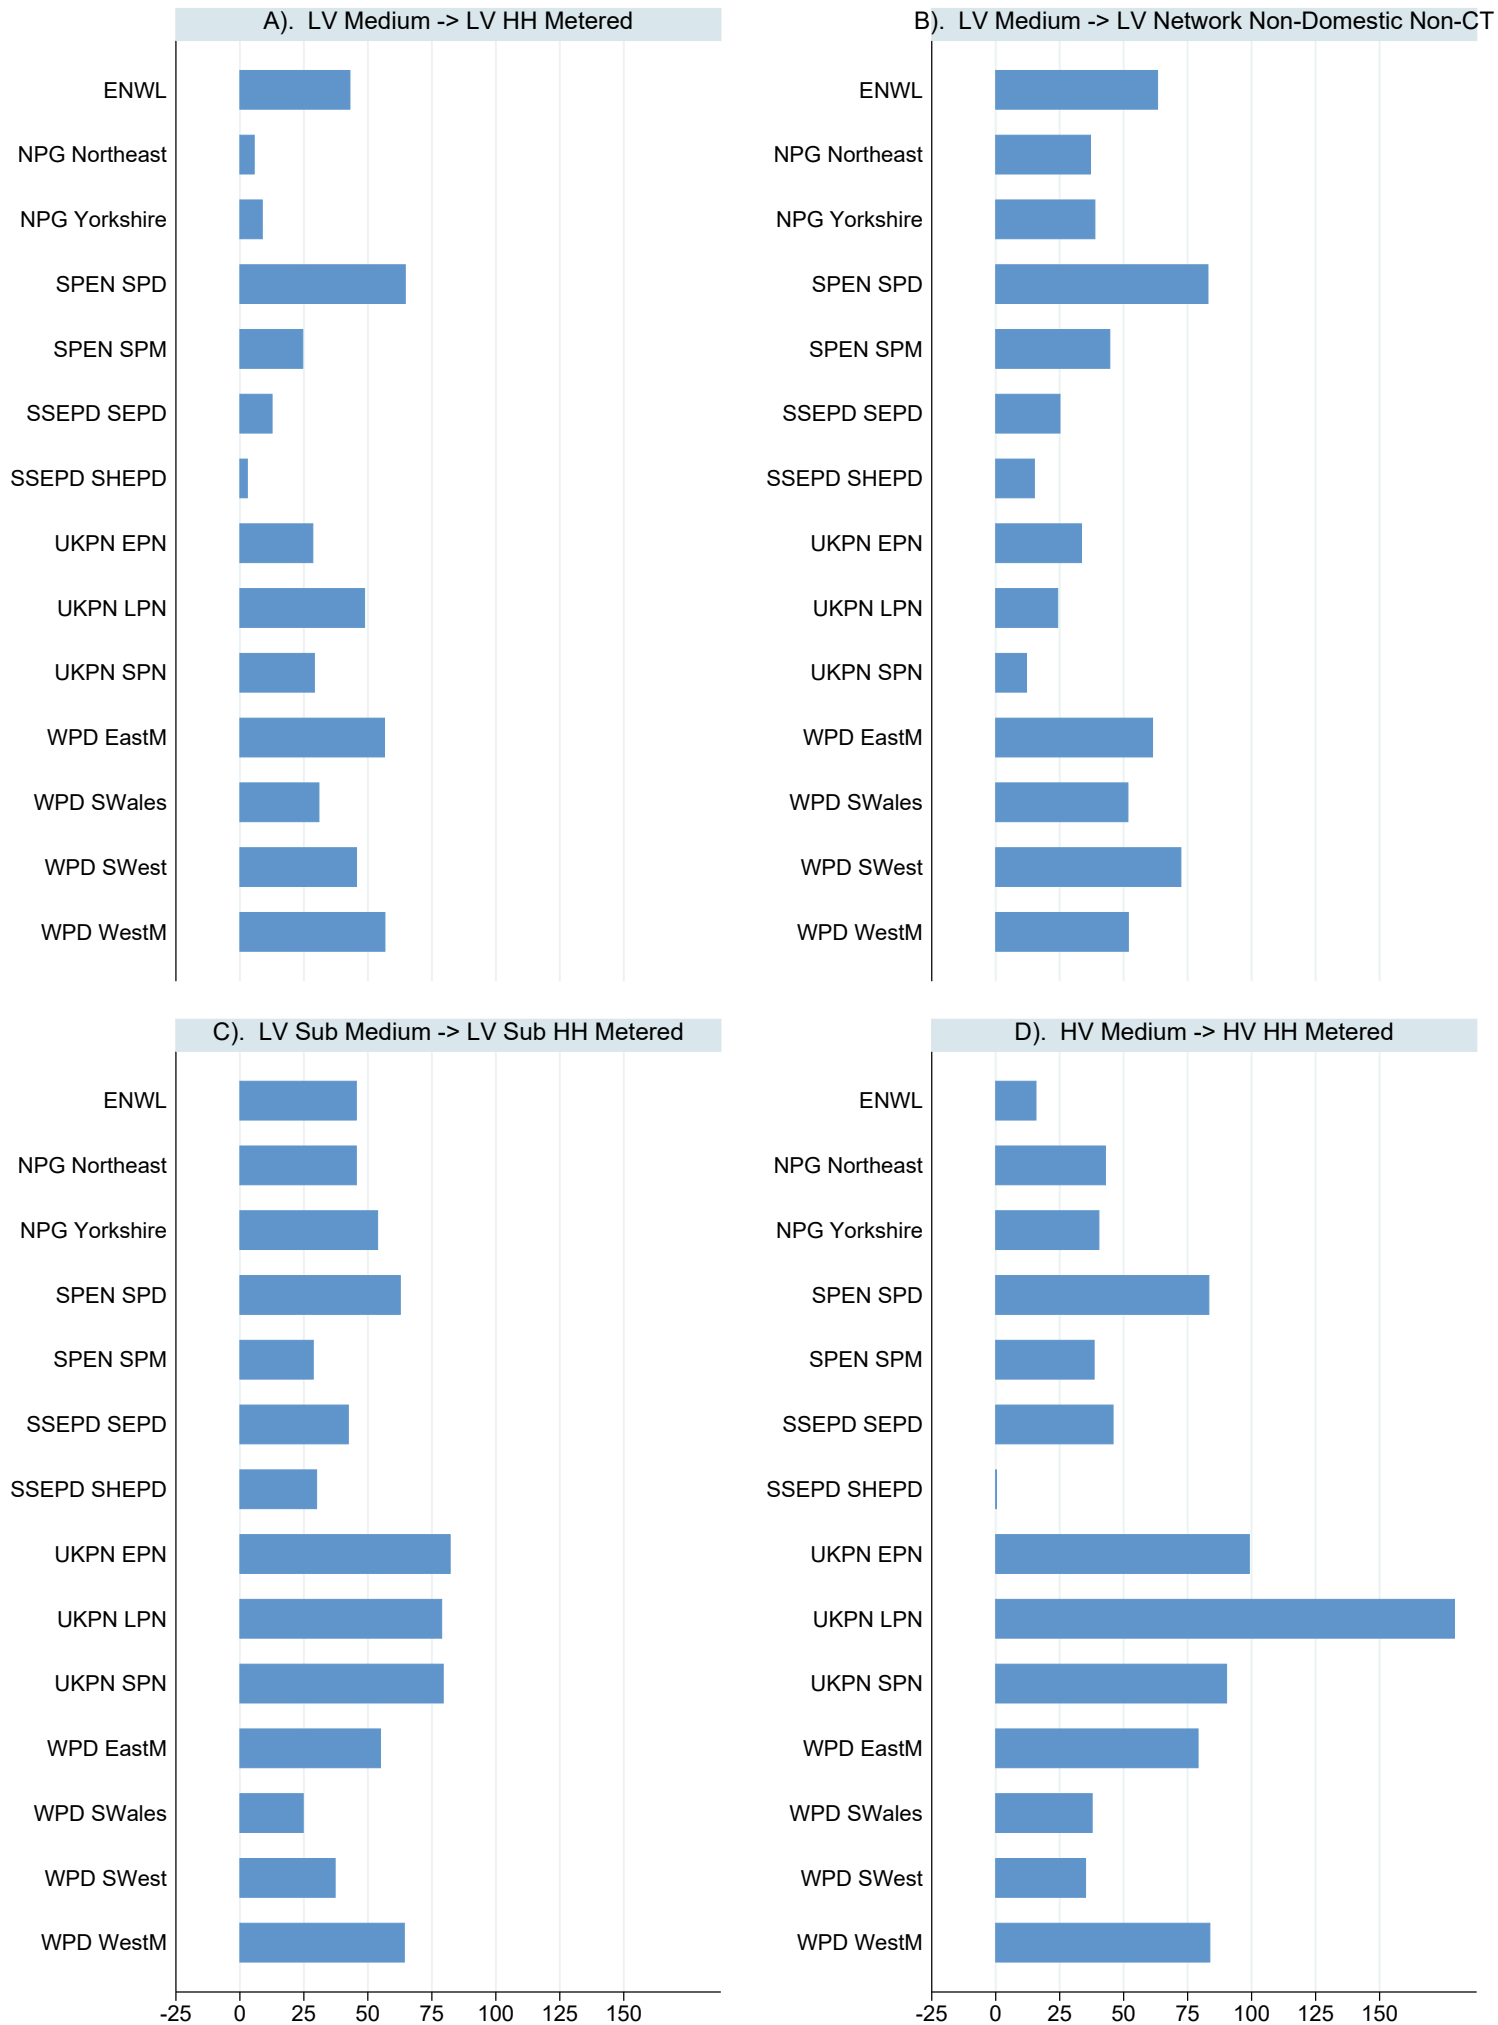 A). LV Medium -> LV HH Metered
ENWL
NPG Northeast
NPG Yorkshire
SPEN SPD
SPEN SPM
SSEPD SEPD
SSEPD SHEPD
UKPN EPN
UKPN LPN
UKPN SPN
WPD EastM
WPD SWales
WPD SWest
WPD WestM
B). LV Medium -> LV Network Non-Domestic Non-CT
ENWL
NPG Northeast
NPG Yorkshire
SPEN SPD
SPEN SPM
SSEPD SEPD
SSEPD SHEPD
UKPN EPN
UKPN LPN
UKPN SPN
WPD EastM
WPD SWales
WPD SWest
WPD WestM
C). LV Sub Medium -> LV Sub HH Metered
ENWL
NPG Northeast
NPG Yorkshire
SPEN SPD
SPEN SPM
SSEPD SEPD
SSEPD SHEPD
UKPN EPN
UKPN LPN
UKPN SPN
WPD EastM
WPD SWales
WPD SWest
WPD WestM
-25 0 25 50 75 100 125 150
D). HV Medium -> HV HH Metered
ENWL
NPG Northeast
NPG Yorkshire
SPEN SPD
SPEN SPM
SSEPD SEPD
SSEPD SHEPD
UKPN EPN
UKPN LPN
UKPN SPN
WPD EastM
WPD SWales
WPD SWest
WPD WestM
-25 0 25 50 75 100 125 150